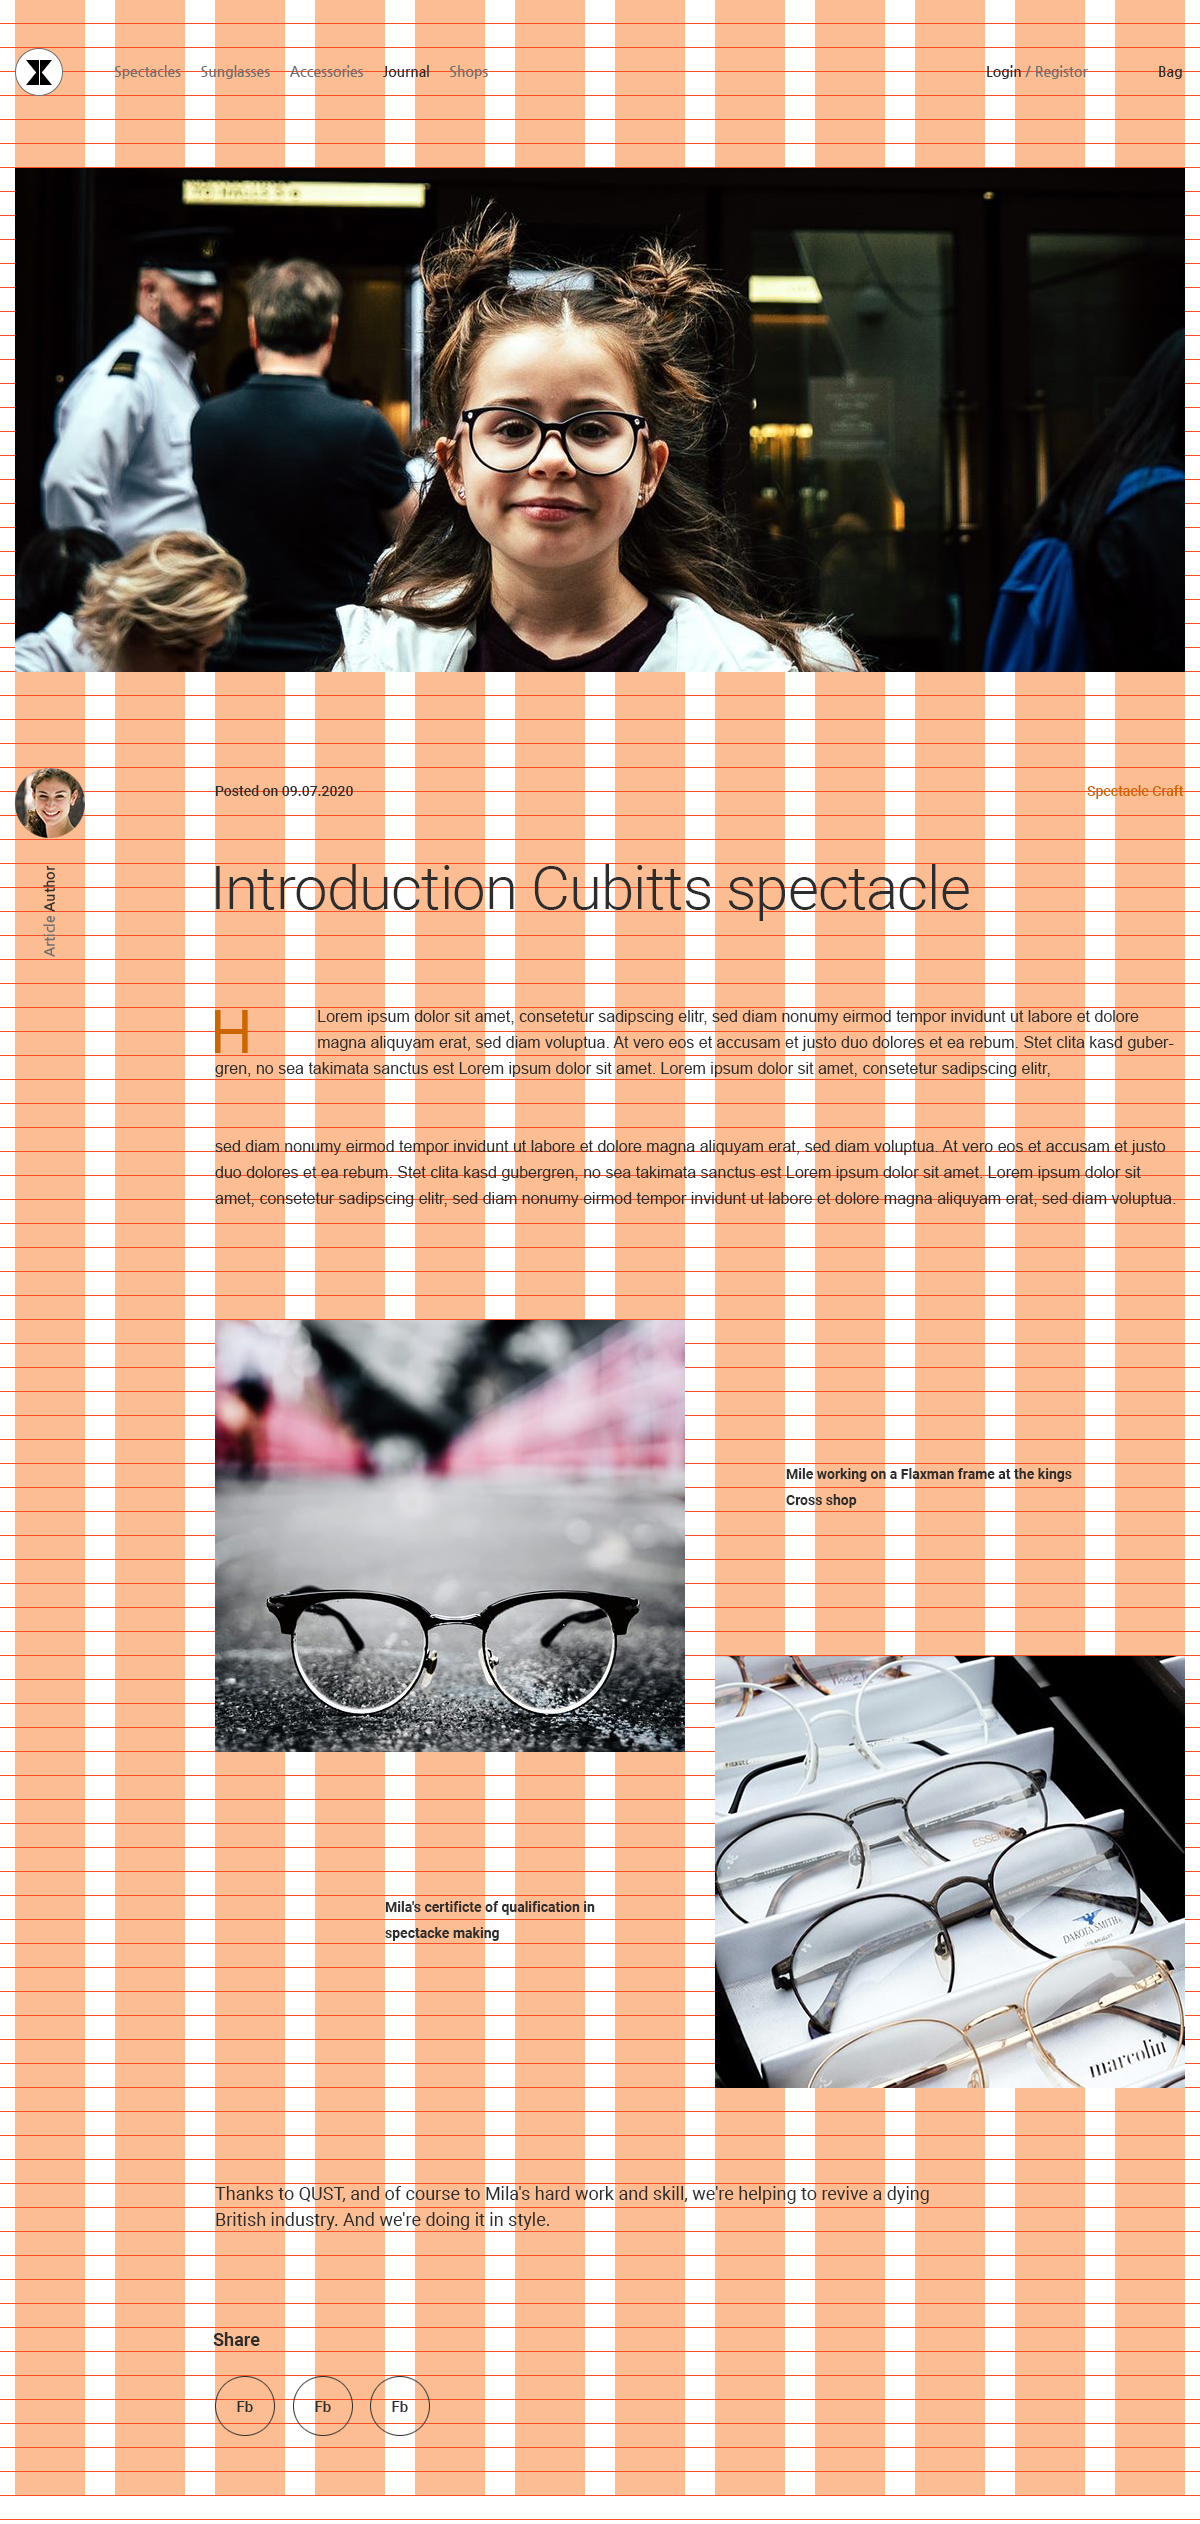 Spectacles Sunglasses Accessories Journal Shops Login / Registor Bag
Posted on 09.07.2020 Spectacle Craft
Article Author
Introduction Cubitts spectacle
H
Lorem ipsum dolor sit amet, consetetur sadipscing elitr, sed diam nonumy eirmod tempor invidunt ut labore et dolore
magna aliquyam erat, sed diam voluptua. At vero eos et accusam et justo duo dolores et ea rebum. Stet clita kasd guber-
gren, no sea takimata sanctus est Lorem ipsum dolor sit amet. Lorem ipsum dolor sit amet, consetetur sadipscing elitr,
sed diam nonumy eirmod tempor invidunt ut labore et dolore magna aliquyam erat, sed diam voluptua. At vero eos et accusam et justo
duo dolores et ea rebum. Stet clita kasd gubergren, no sea takimata sanctus est Lorem ipsum dolor sit amet. Lorem ipsum dolor sit
amet, consetetur sadipscing elitr, sed diam nonumy eirmod tempor invidunt ut labore et dolore magna aliquyam erat, sed diam voluptua.
Mile working on a Flaxman frame at the kings
Cross shop
ESSENCE
DAKOTA SMITH
LOS ANGELES
marcolin
Mila's certificte of qualification in
spectacke making
Thanks to QUST, and of course to Mila's hard work and skill, we're helping to revive a dying
British industry. And we're doing it in style.
Share
Fb Fb Fb